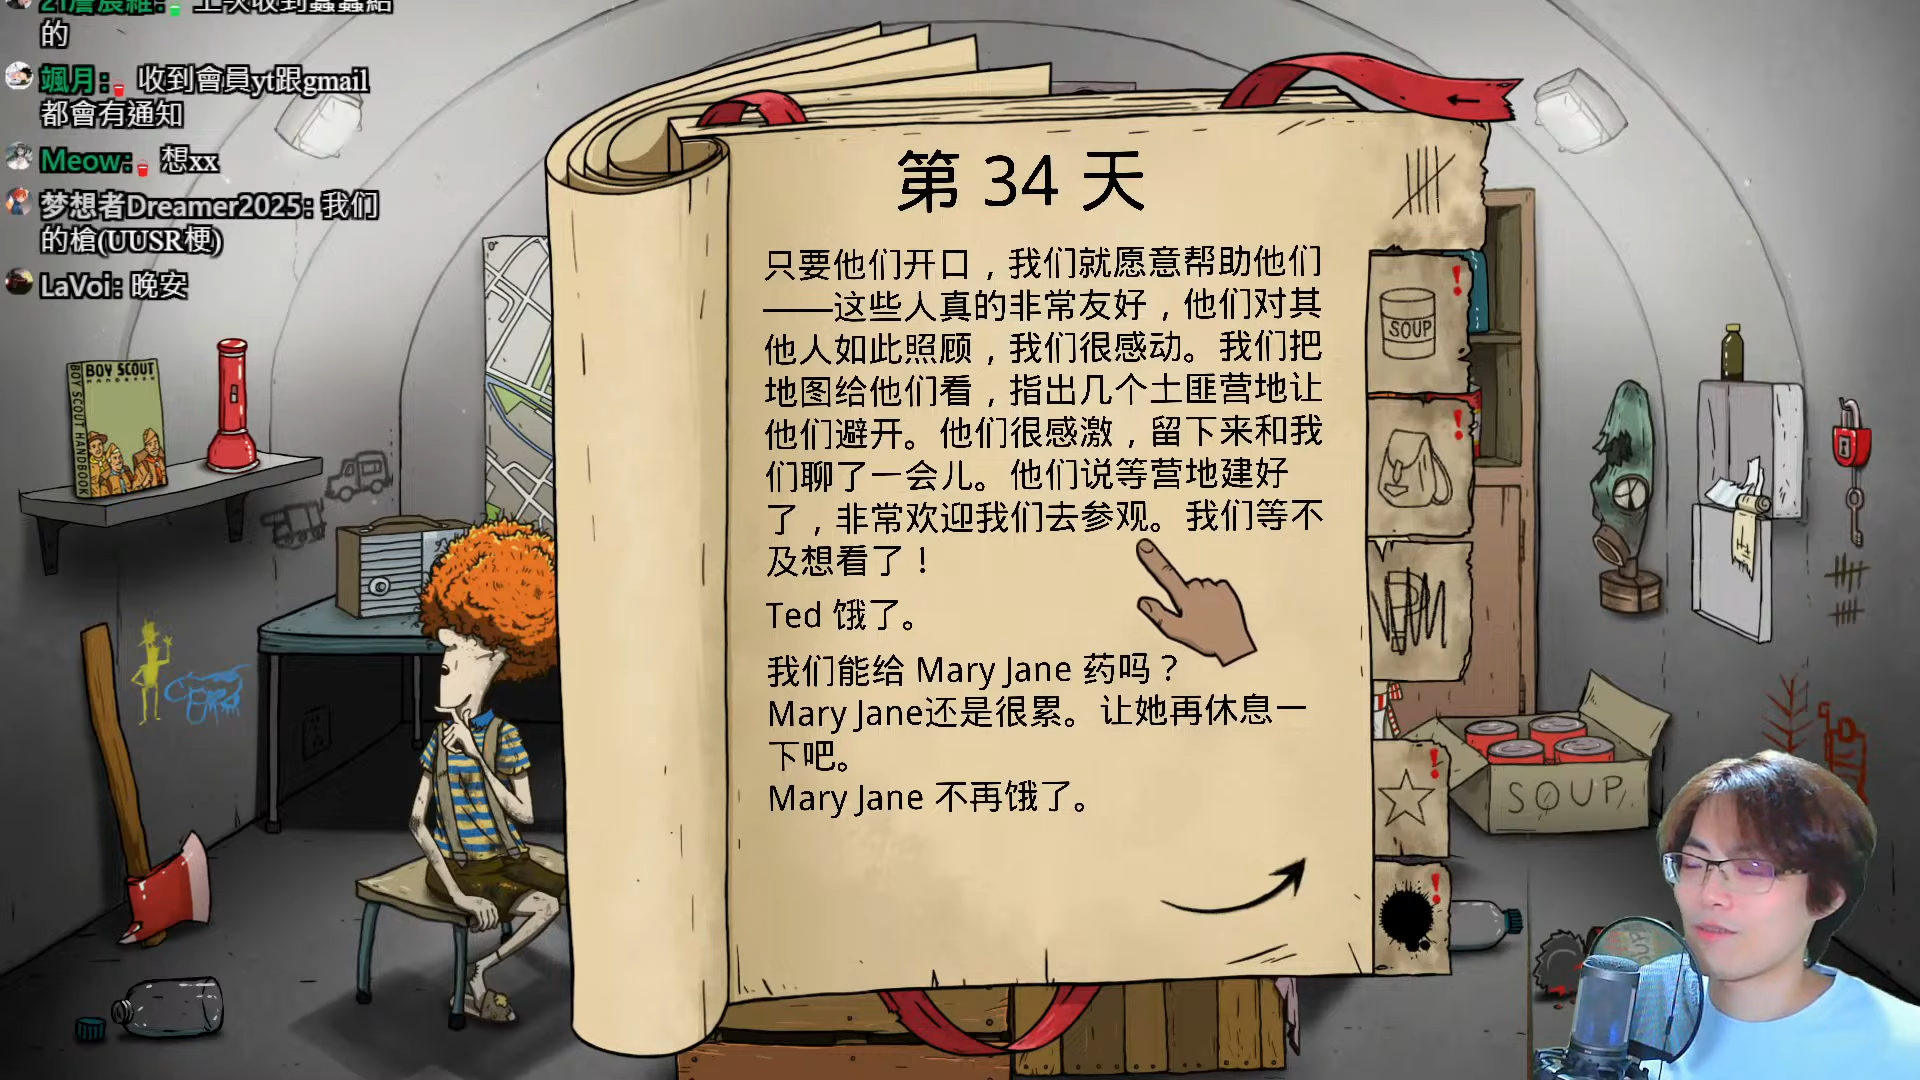 的
颯月: 收到會員yt跟gmail
都會有通知
Meow: 想xx
梦想者Dreamer2025: 我们
的槍(UUSR梗)
LaVoi: 晚安
BOY SCOUT
HANDBOOK
BOY SCOUT HANDBOOK
第 34 天
只要他们开口，我们就愿意帮助他们
——这些人真的非常友好，他们对其
他人如此照顾，我们很感动。我们把
地图给他们看，指出几个土匪营地让
他们避开。他们很感激，留下来和我
们聊了一会儿。他们说等营地建好
了，非常欢迎我们去参观。我们等不
及想看了！
Ted 饿了。
我们能给 Mary Jane 药吗？
Mary Jane还是很累。让她再休息一
下吧。
Mary Jane 不再饿了。
SOUP
SOUP